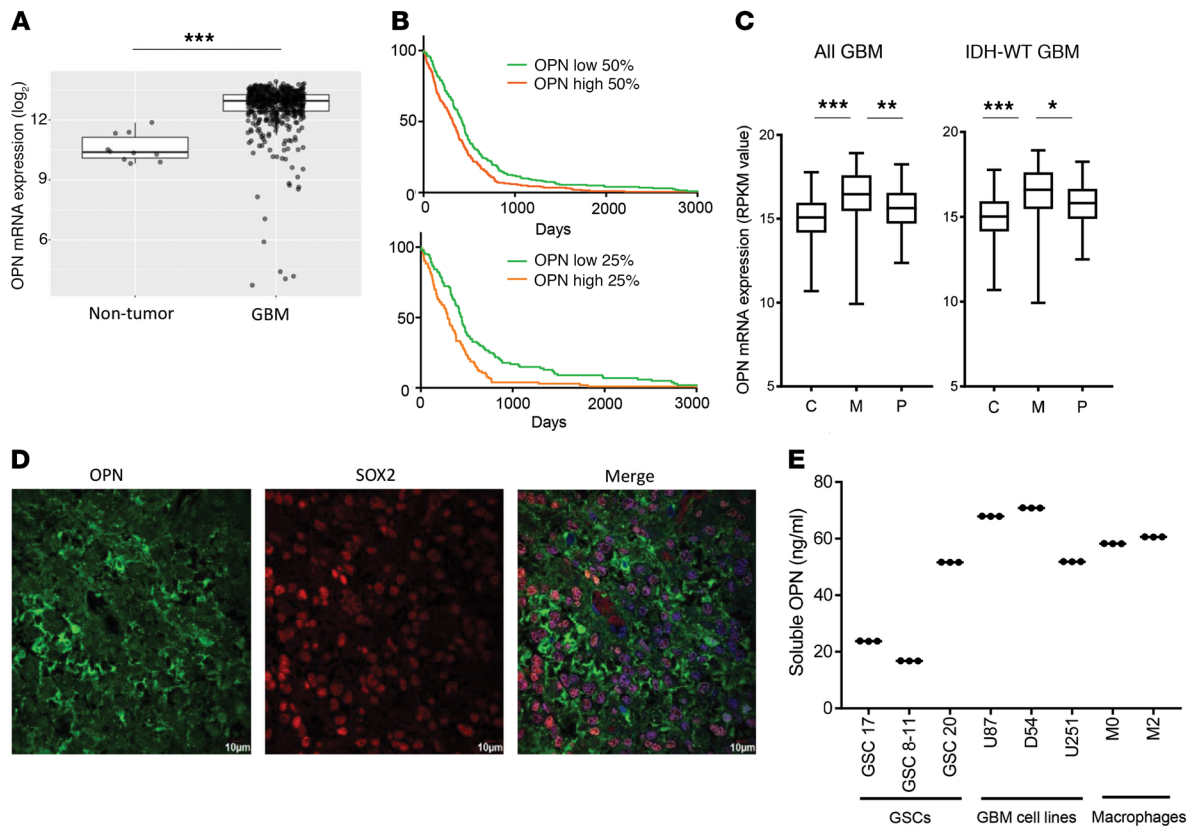 A
***
OPN mRNA expression (log2)
12
9
6
Non-tumor
GBM
B
100
50
0
OPN low 50%
OPN high 50%
0
1000
2000
3000
Days
100
50
0
OPN low 25%
OPN high 25%
0
1000
2000
3000
Days
C
All GBM
IDH-WT GBM
*** **
*** *
OPN mRNA expression (RPKM value)
20
15
15
5
C M P
20
15
10
5
C M P
D
OPN
SOX2
Merge
10µm
10µm
10µm
E
Soluble OPN (ng/ml)
80
60
40
20
0
GSC 17
GSC 8-11
GSC 20
U87
D54
U251
M0
M2
GSCs
GBM cell lines
Macrophages